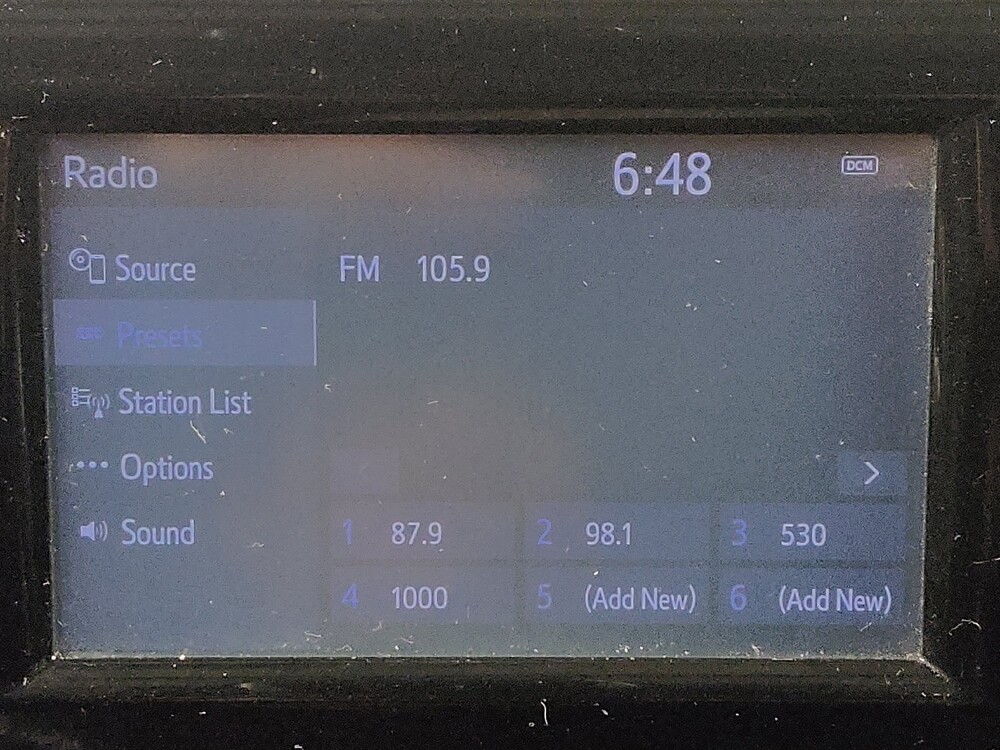 Radio 6:48 DCM
Source FM 105.9
Presets
Station List
Options >
Sound
1 87.9 2 98.1 3 530
4 1000 5 (Add New) 6 (Add New)